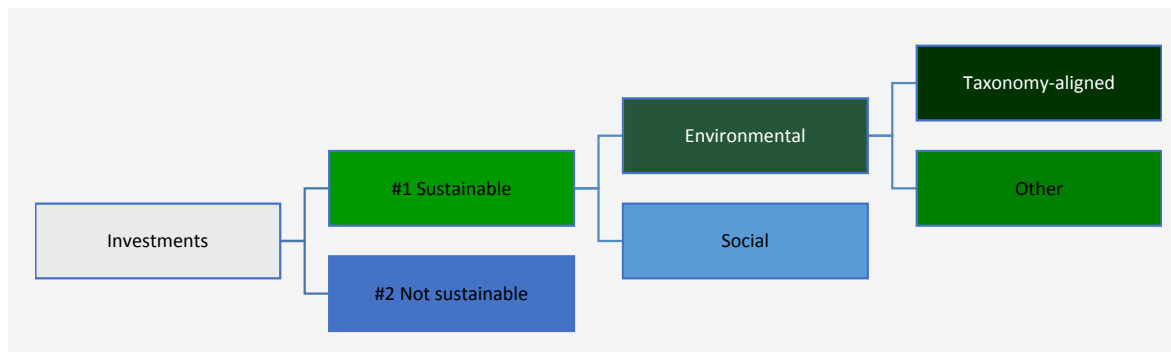 Taxonomy-aligned
Environmental
#1 Sustainable
Other
Investments
Social
#2 Not sustainable